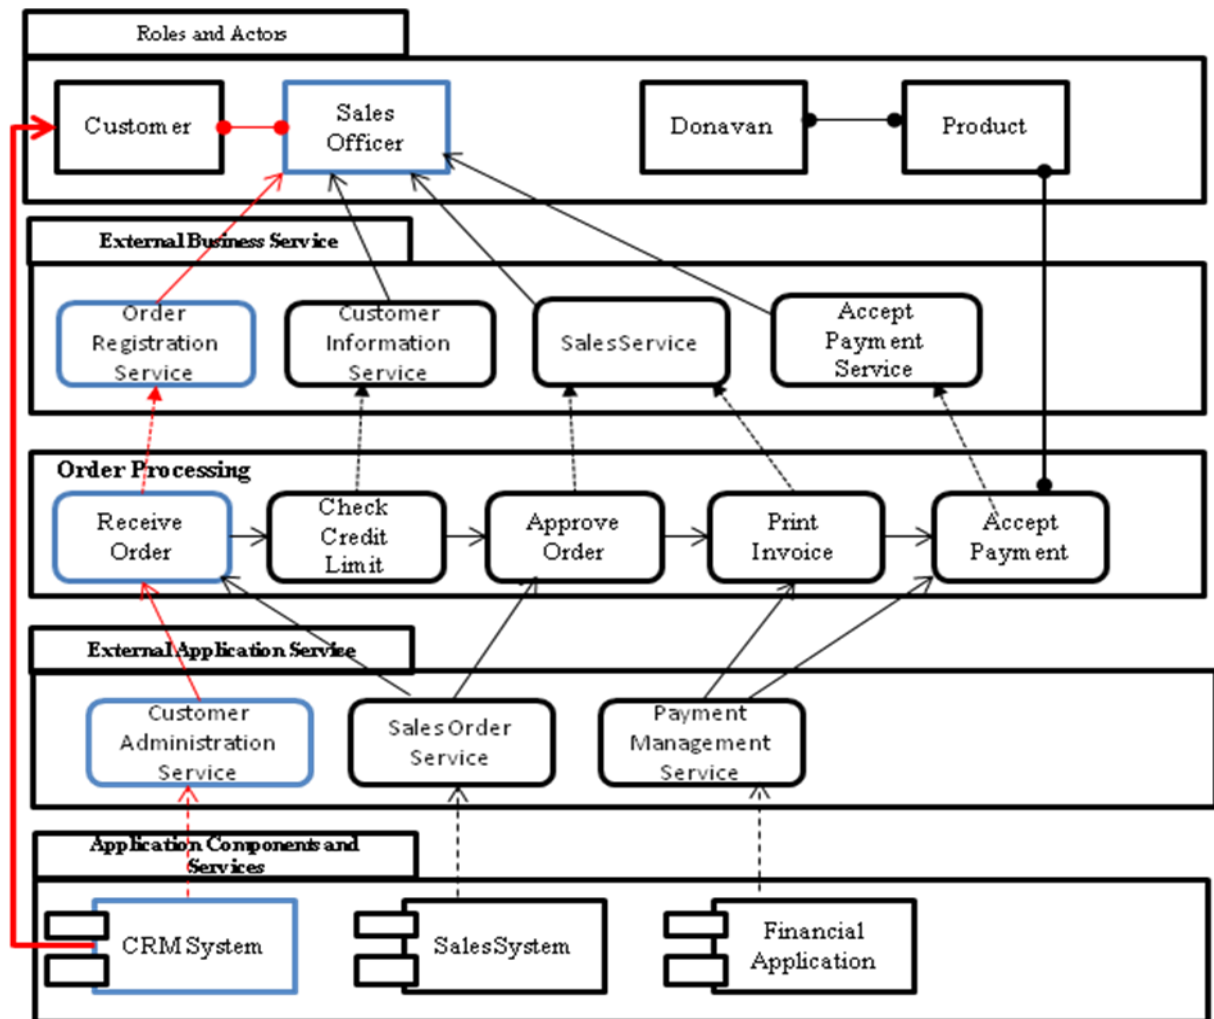 Roles and Actors
Customer
Sales
Officer
Donavan
Product
External Business Service
Order
Registration
Service
Customer
Information
Service
SalesService
Accept
Payment
Service
Order Processing
Receive
Order
Check
Credit
Limit
Approve
Order
Print
Invoice
Accept
Payment
External Application Service
Customer
Administration
Service
Sales Order
Service
Payment
Management
Service
Application Components and
Services
CRM System
SalesSystem
Financial
Application